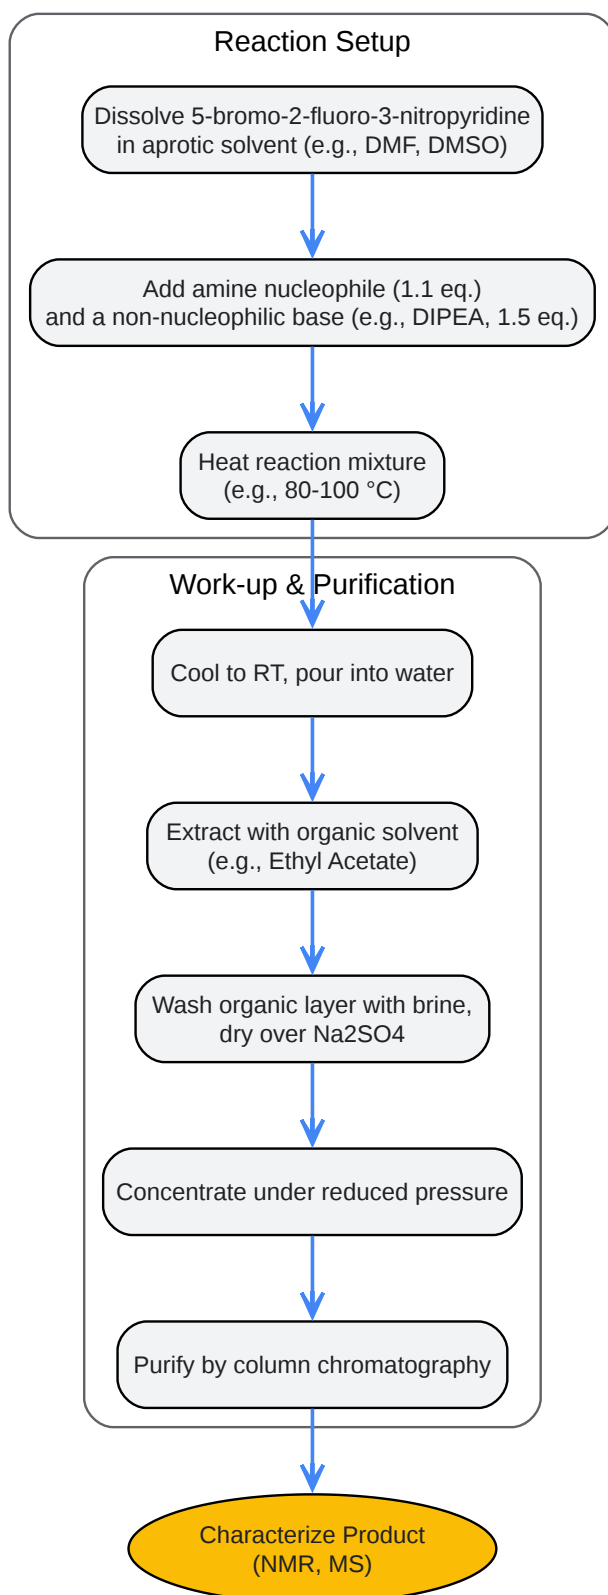 Reaction Setup
Dissolve 5-bromo-2-fluoro-3-nitropyridine
in aprotic solvent (e.g., DMF, DMSO)
Add amine nucleophile (1.1 eq.)
and a non-nucleophilic base (e.g., DIPEA, 1.5 eq.)
Heat reaction mixture
(e.g., 80-100 °C)
Work-up & Purification
Cool to RT, pour into water
Extract with organic solvent
(e.g., Ethyl Acetate)
Wash organic layer with brine,
dry over Na2SO4
Concentrate under reduced pressure
Purify by column chromatography
Characterize Product
(NMR, MS)